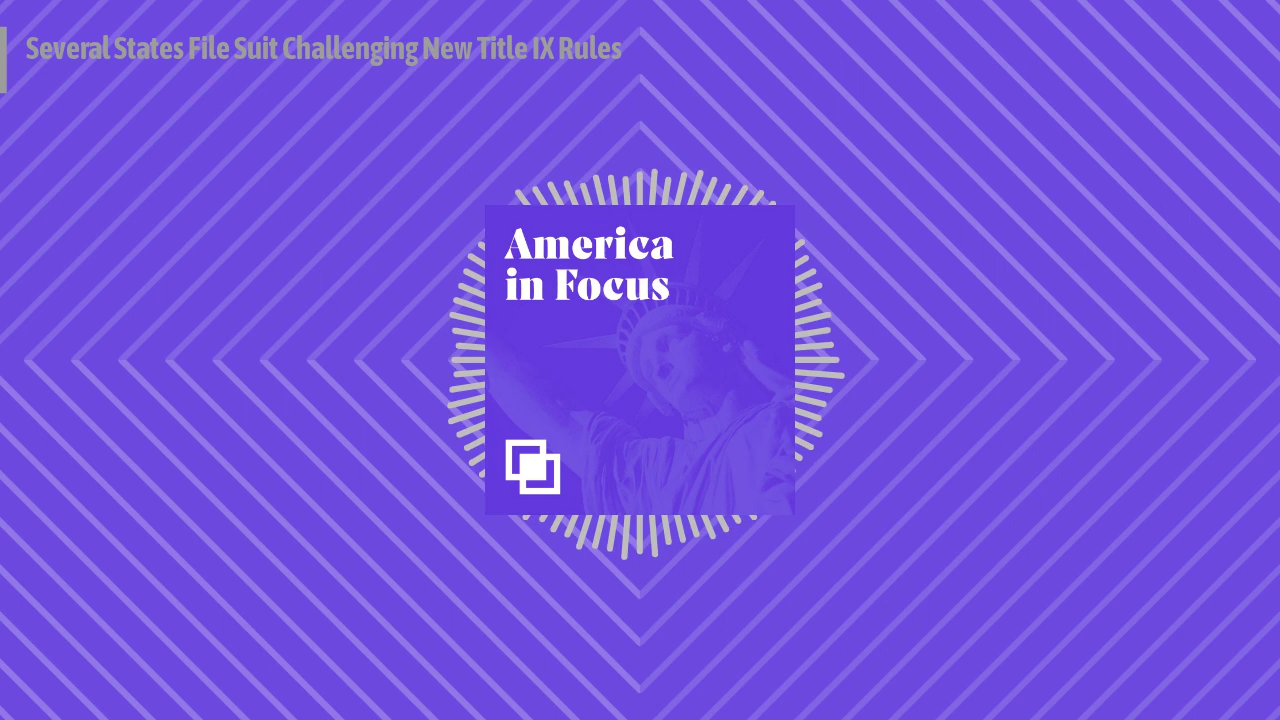 Several States File Suit Challenging New Title IX Rules
America
in Focus